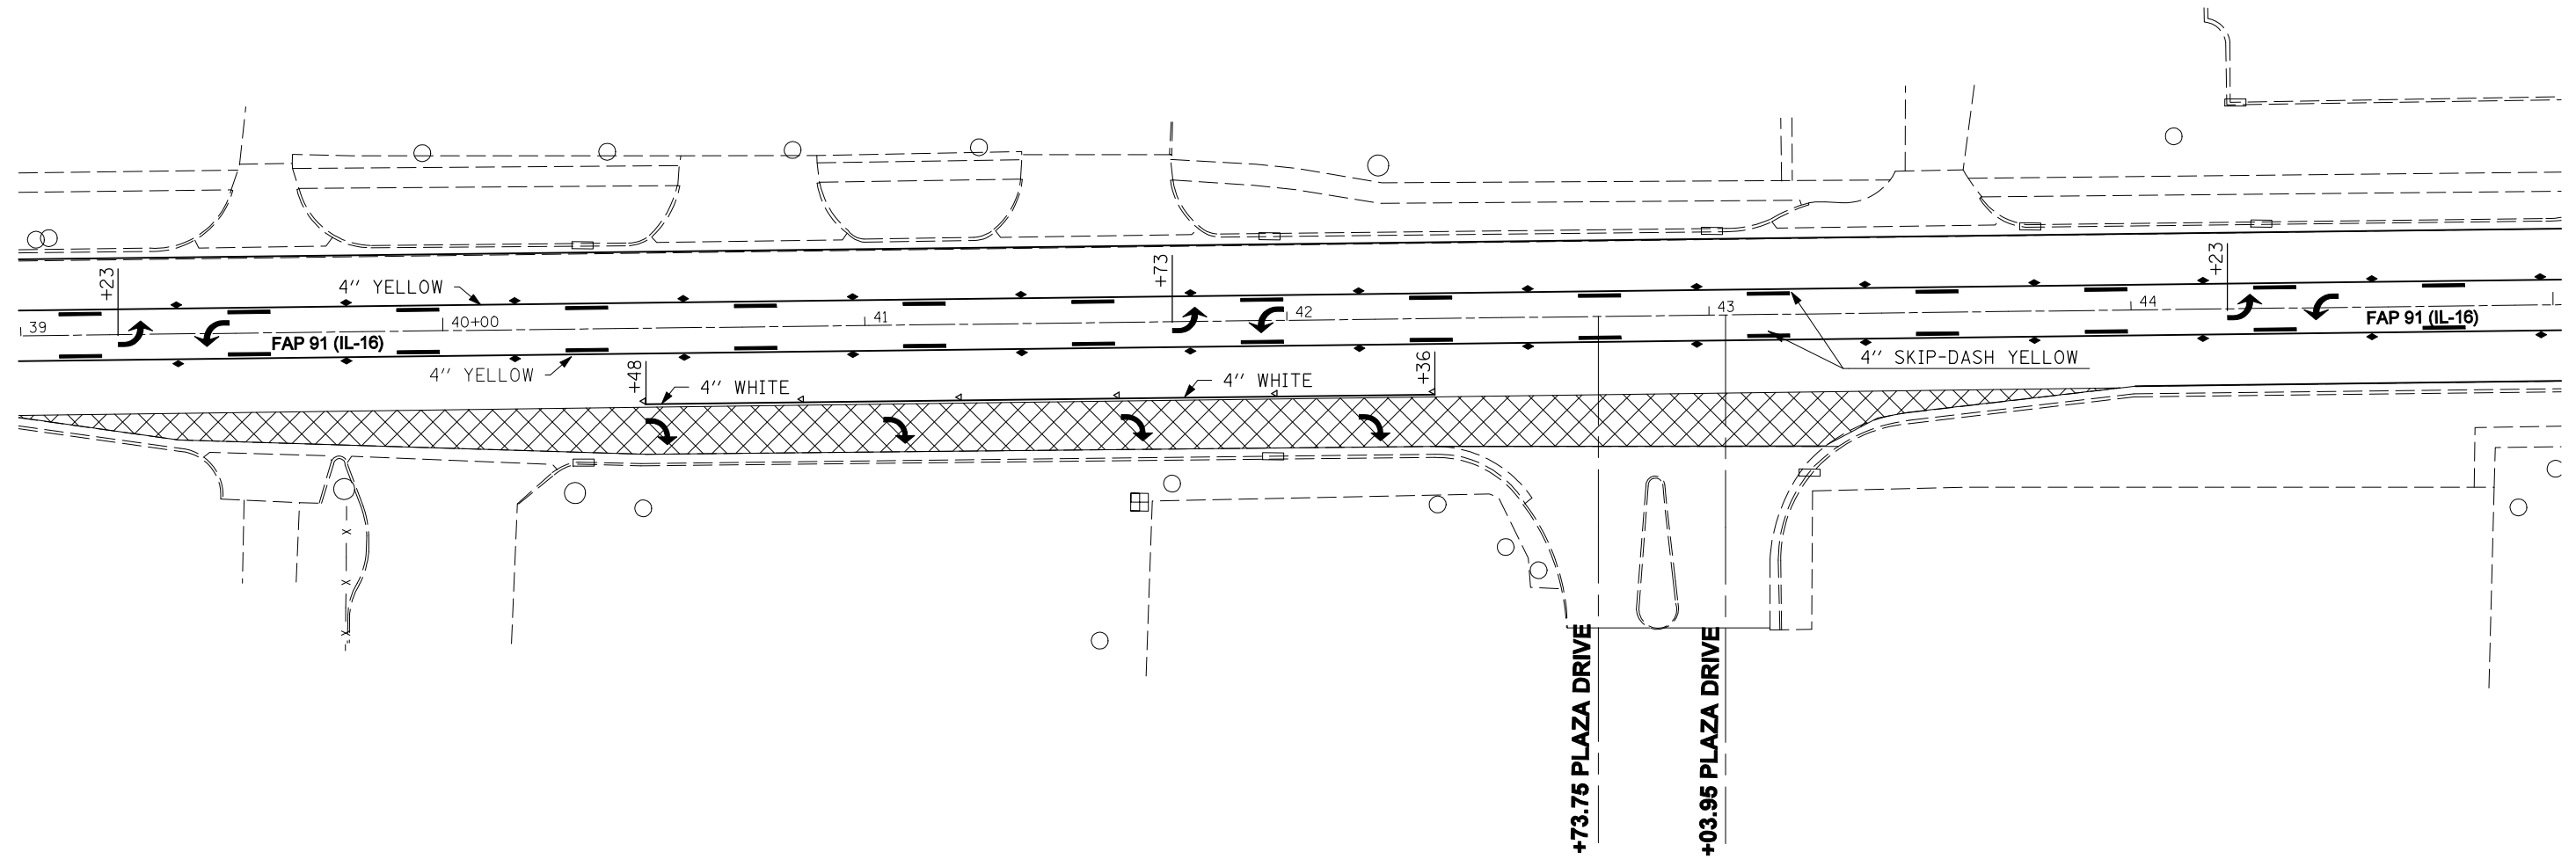 +23
4″ YELLOW
+73
+23
39
40+00
41
42
43
44
FAP 91 (IL-16)
FAP 91 (IL-16)
4″ YELLOW
+48
4″ WHITE
4″ WHITE
+36
4″ SKIP-DASH YELLOW
+73.75 PLAZA DRIVE
+03.95 PLAZA DRIVE